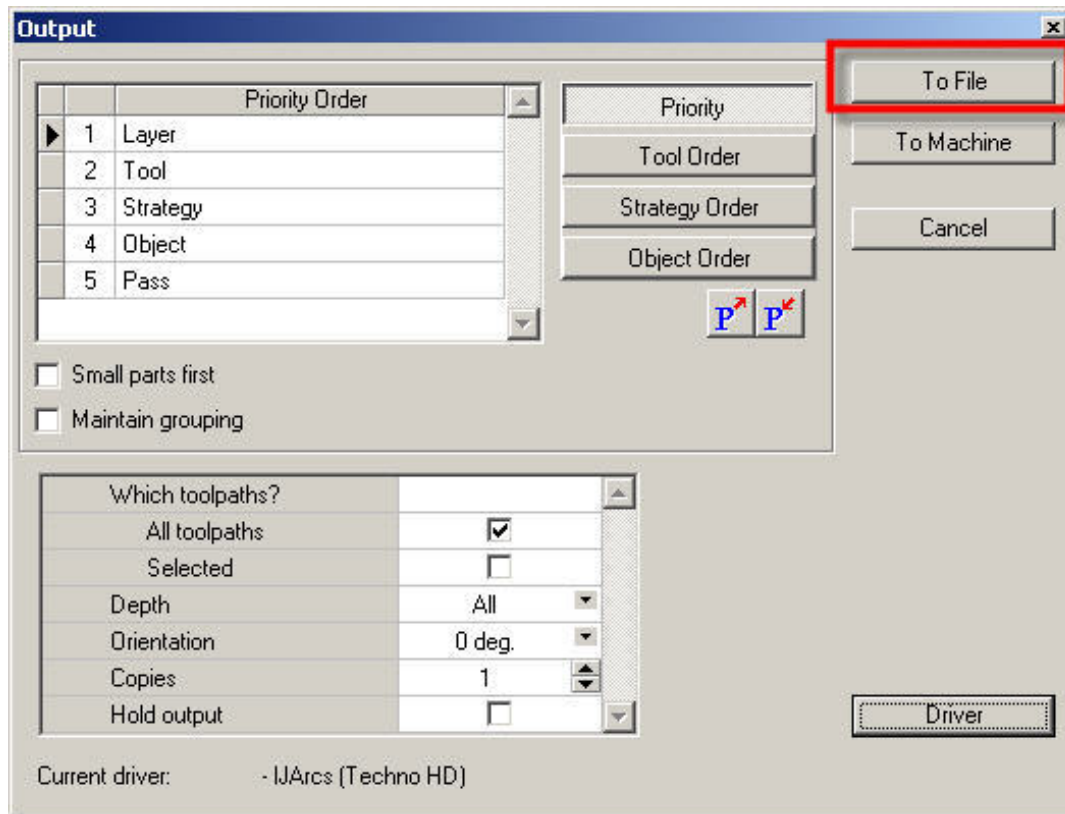 Output
Priority Order
1 Layer
2 Tool
3 Strategy
4 Object
5 Pass
Priority
Tool Order
Strategy Order
Object Order
P P
To File
To Machine
Cancel
Small parts first
Maintain grouping
Which toolpaths?
All toolpaths
Selected
Depth All
Orientation 0 deg.
Copies 1
Hold output
Driver
Current driver: - IJArcs (Techno HD)